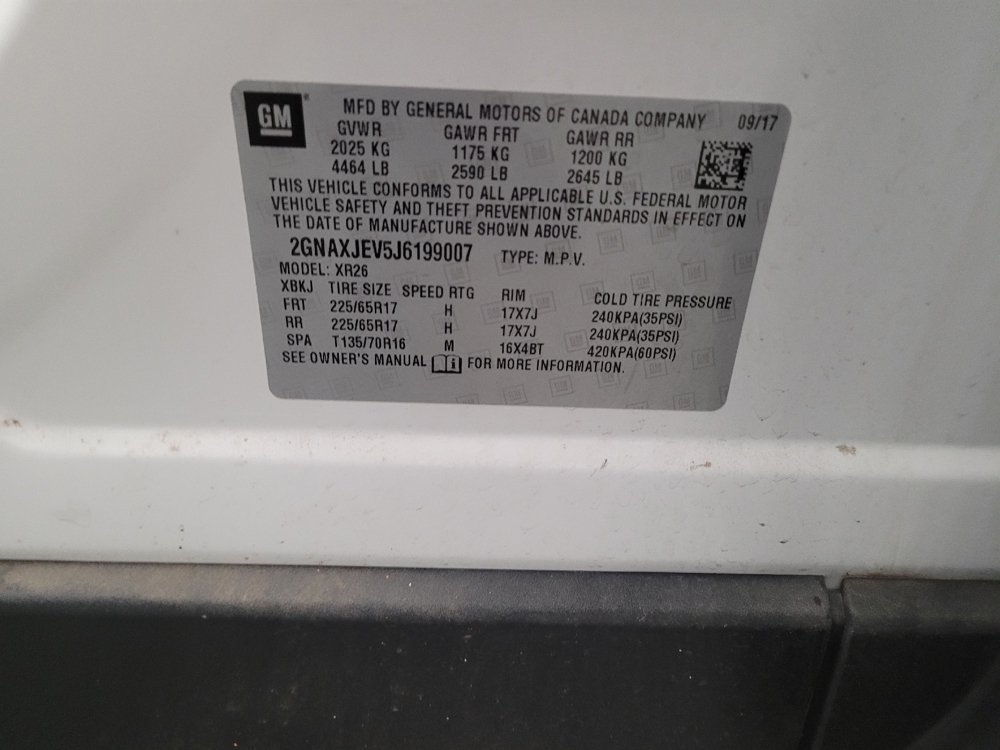 GM ® MFD BY GENERAL MOTORS OF CANADA COMPANY 09/17
GVWR GAWR FRT GAWR RR
2025 KG 1175 KG 1200 KG
4464 LB 2590 LB 2645 LB
THIS VEHICLE CONFORMS TO ALL APPLICABLE U.S. FEDERAL MOTOR
VEHICLE SAFETY AND THEFT PREVENTION STANDARDS IN EFFECT ON
THE DATE OF MANUFACTURE SHOWN ABOVE.
2GNAXJEV5J6199007 TYPE: M.P.V.
MODEL: XR26
XBKJ TIRE SIZE SPEED RTG RIM COLD TIRE PRESSURE
FRT 225/65R17 H 17X7J 240KPA(35PSI)
RR 225/65R17 H 17X7J 240KPA(35PSI)
SPA T135/70R16 M 16X4BT 420KPA(60PSI)
SEE OWNER'S MANUAL i FOR MORE INFORMATION.